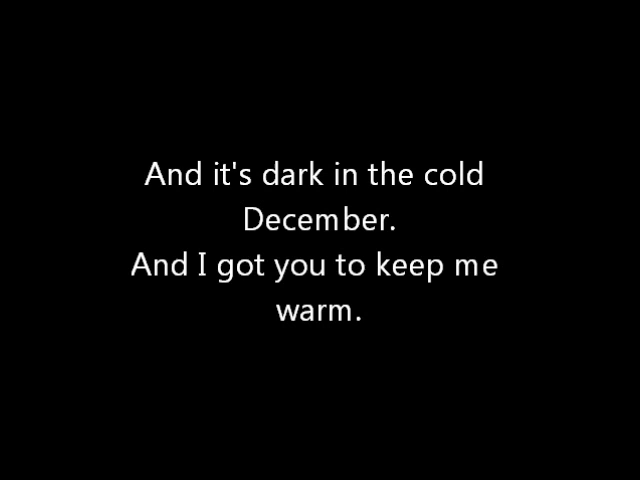 And it's dark in the cold
December.
And I got you to keep me
warm.